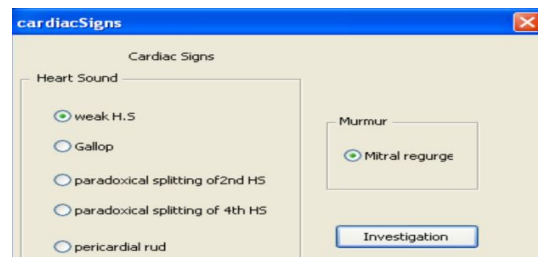 cardiacSigns
Cardiac Signs
Heart Sound
weak H.S
Gallop
paradoxical splitting of2nd HS
paradoxical splitting of 4th HS
pericardial rud
Murmur
Mitral regurge
Investigation